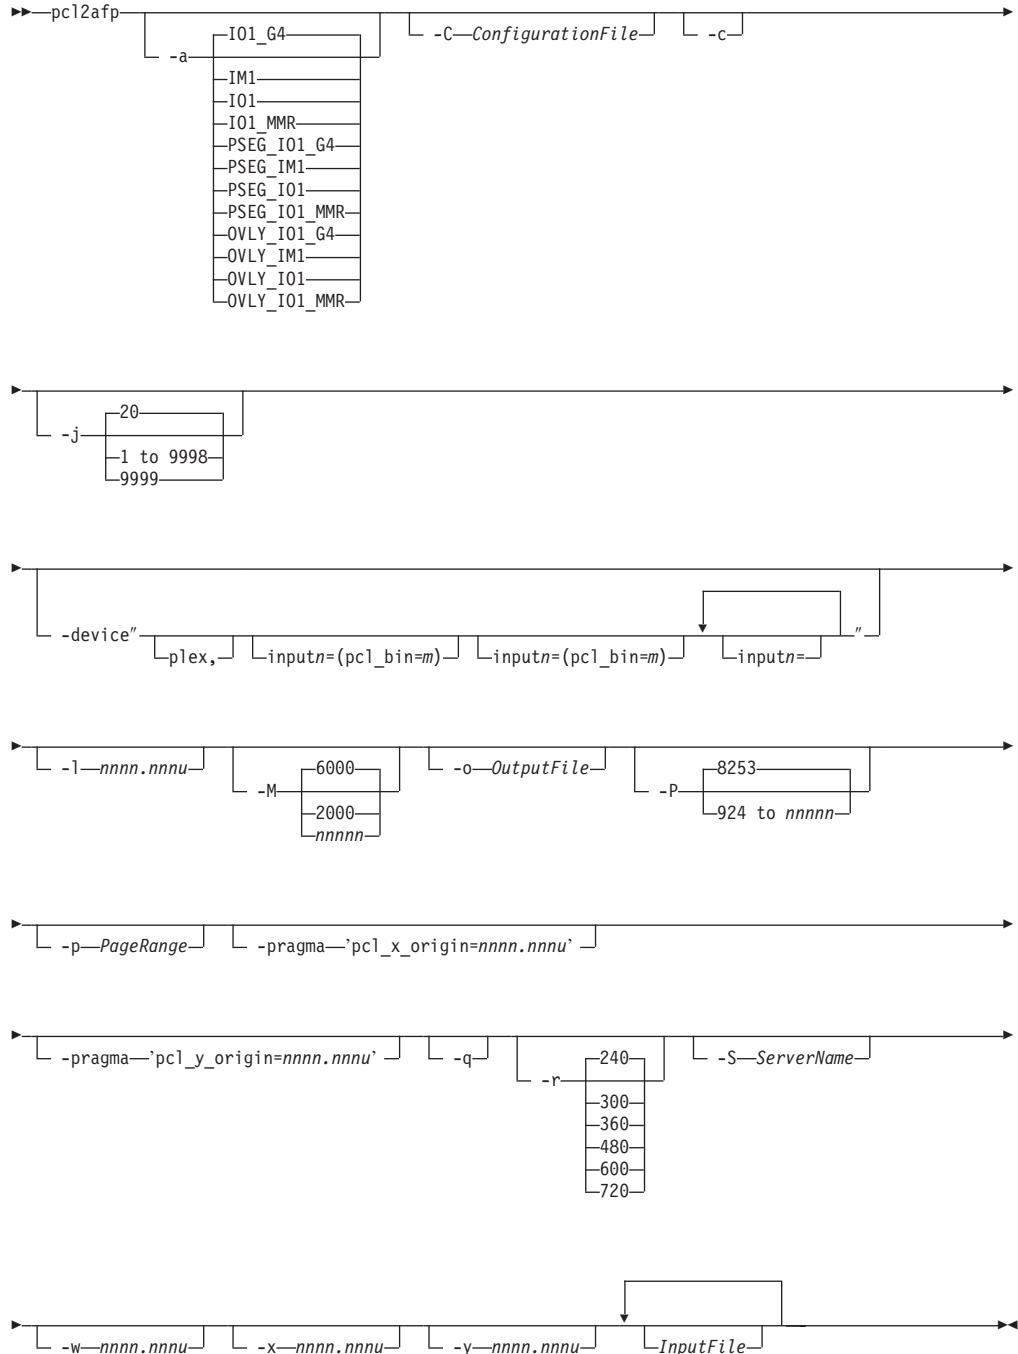 pcl2afp
IO1_G4
-a
IM1
IO1
IO1_MMR
PSEG_IO1_G4
PSEG_IM1
PSEG_IO1
PSEG_IO1_MMR
OVLY_IO1_G4
OVLY_IM1
OVLY_IO1
OVLY_IO1_MMR
-C ConfigurationFile
-c
20
-j
1 to 9998
9999
-device″ plex, inputn=(pcl_bin=m) inputn=(pcl_bin=m) inputn= ″
-l nnnn.nnnu
6000
-M
2000
nnnnn
-o OutputFile
8253
-P
924 to nnnnn
-p PageRange
-pragma ’pcl_x_origin=nnnn.nnnu’
-pragma ’pcl_y_origin=nnnn.nnnu’
-q
240
-r
300
360
480
600
720
-S ServerName
-w nnnn.nnnu
-x nnnn.nnnu
-y nnnn.nnnu
InputFile